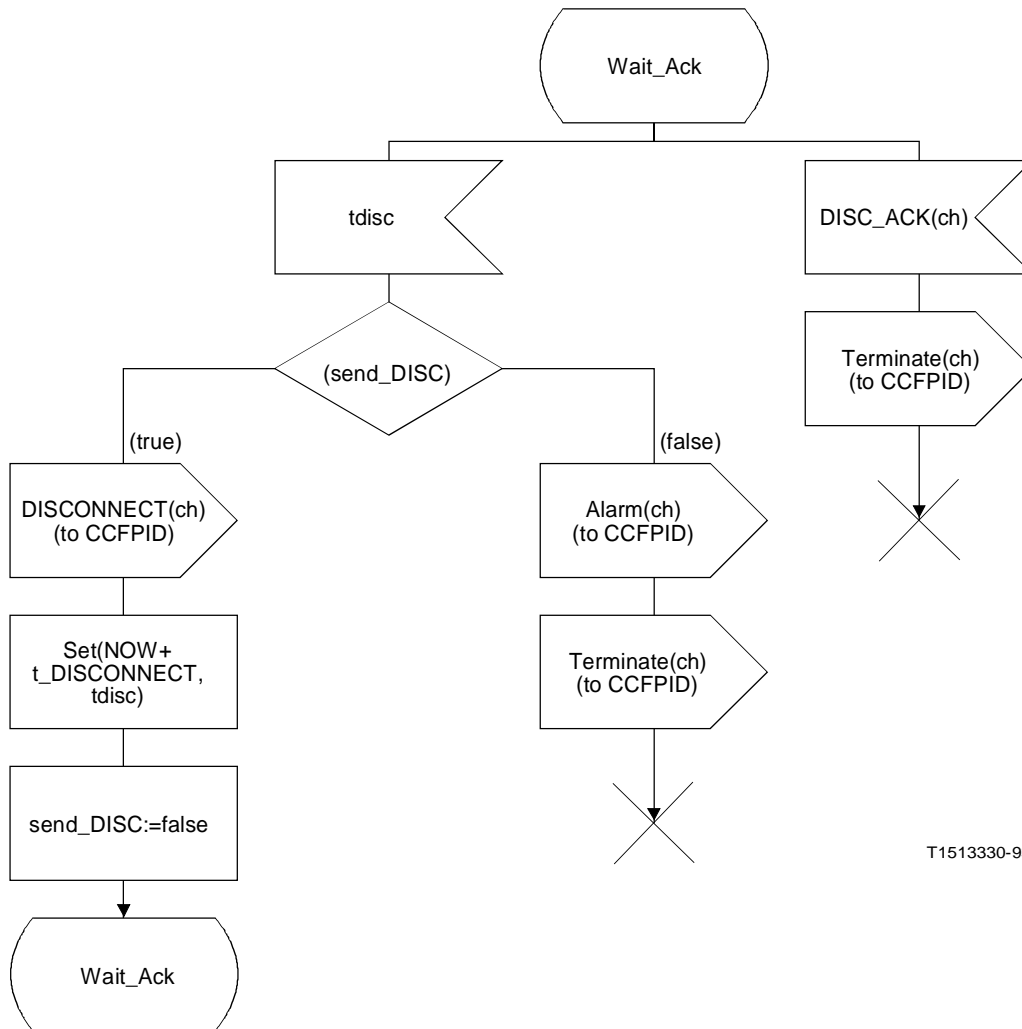 Wait_Ack
tdisc
DISC_ACK(ch)
(send_DISC)
Terminate(ch)
(to CCFPID)
(true)
(false)
DISCONNECT(ch)
(to CCFPID)
Alarm(ch)
(to CCFPID)
Set(NOW+
t_DISCONNECT,
tdisc)
Terminate(ch)
(to CCFPID)
send_DISC:=false
T1513330-9
Wait_Ack